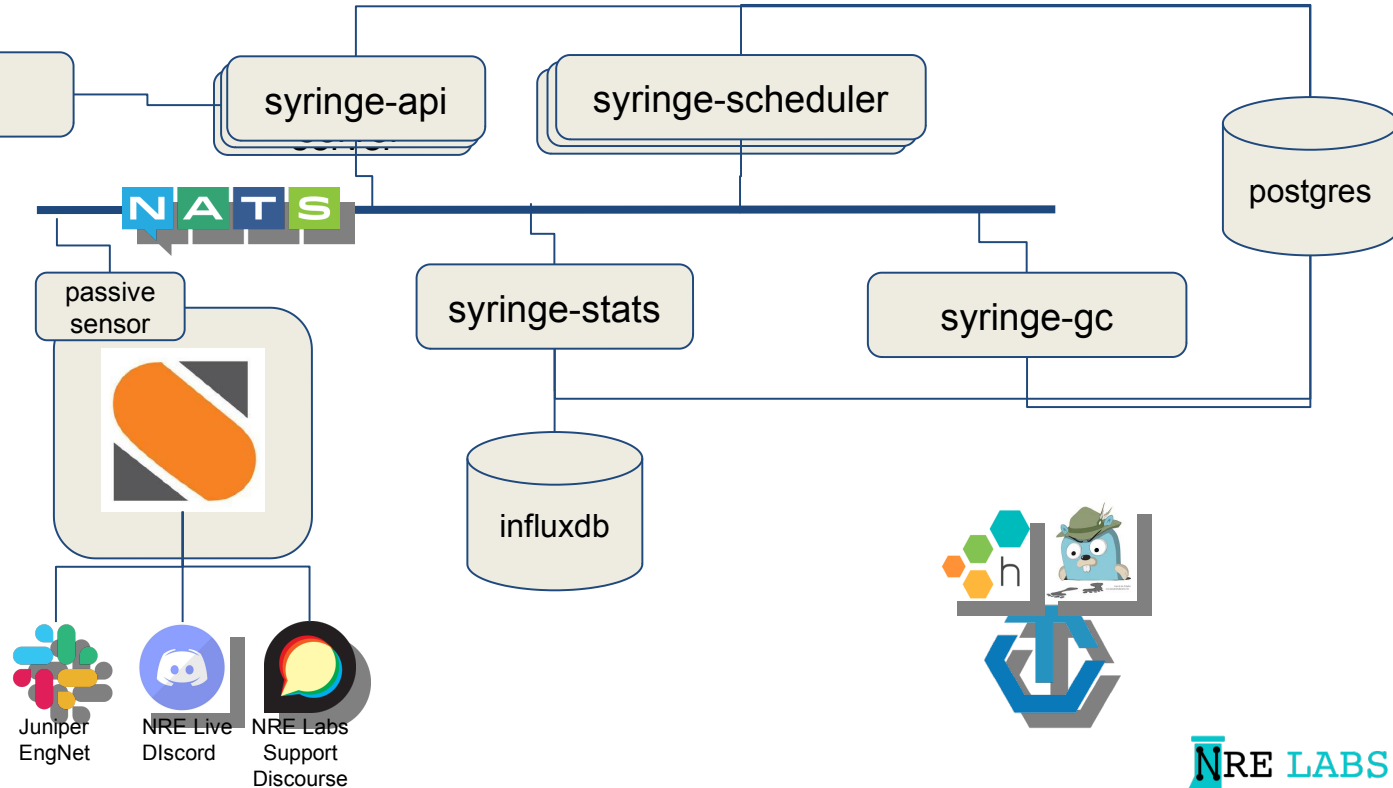 syringe-api
syringe-scheduler
server
postgres
NATS
passive
sensor
syringe-stats
syringe-gc
influxdb
h
Juniper
EngNet
NRE Live
DIscord
NRE Labs
Support
Discourse
NRE LABS